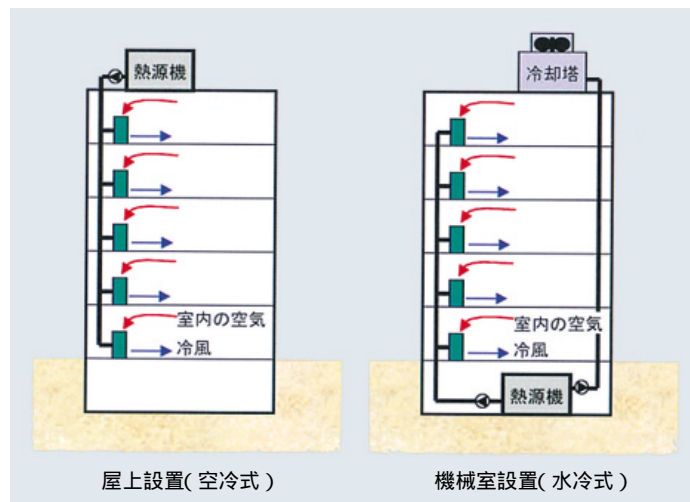 熱源機
室内の空気
冷風
屋上設置(空冷式)
冷却塔
室内の空気
冷風
熱源機
機械室設置(水冷式)